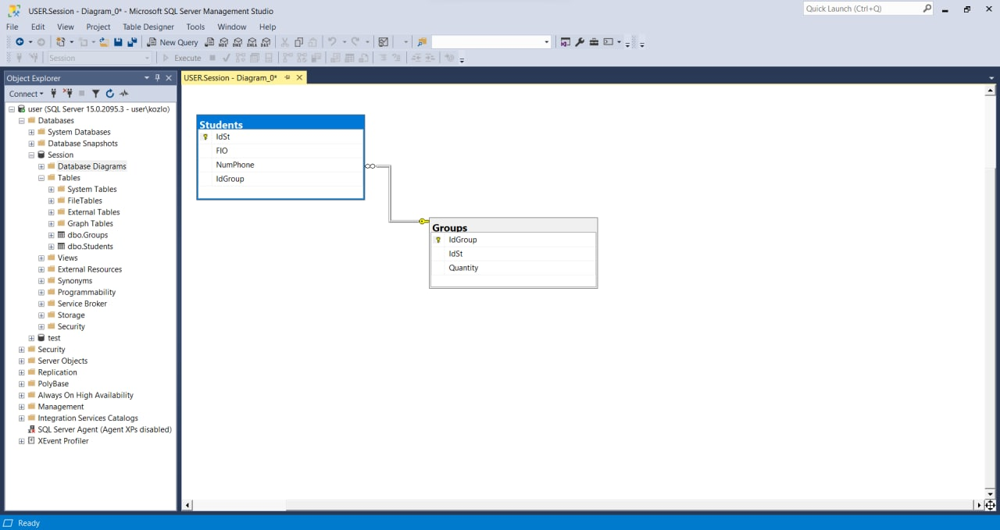 USER.Session - Diagram_0* - Microsoft SQL Server Management Studio
Quick Launch (Ctrl+Q)
File Edit View Project Table Designer Tools Window Help
New Query
Session Execute
Object Explorer
USER.Session - Diagram_0*
Connect
user (SQL Server 15.0.2095.3 - user\kozlo)
Databases
System Databases
Database Snapshots
Session
Database Diagrams
Tables
System Tables
FileTables
External Tables
Graph Tables
dbo.Groups
dbo.Students
Views
External Resources
Synonyms
Programmability
Service Broker
Storage
Security
test
Security
Server Objects
Replication
PolyBase
Always On High Availability
Management
Integration Services Catalogs
SQL Server Agent (Agent XPs disabled)
XEvent Profiler
Students
IdSt
FIO
NumPhone
IdGroup
Groups
IdGroup
IdSt
Quantity
Ready